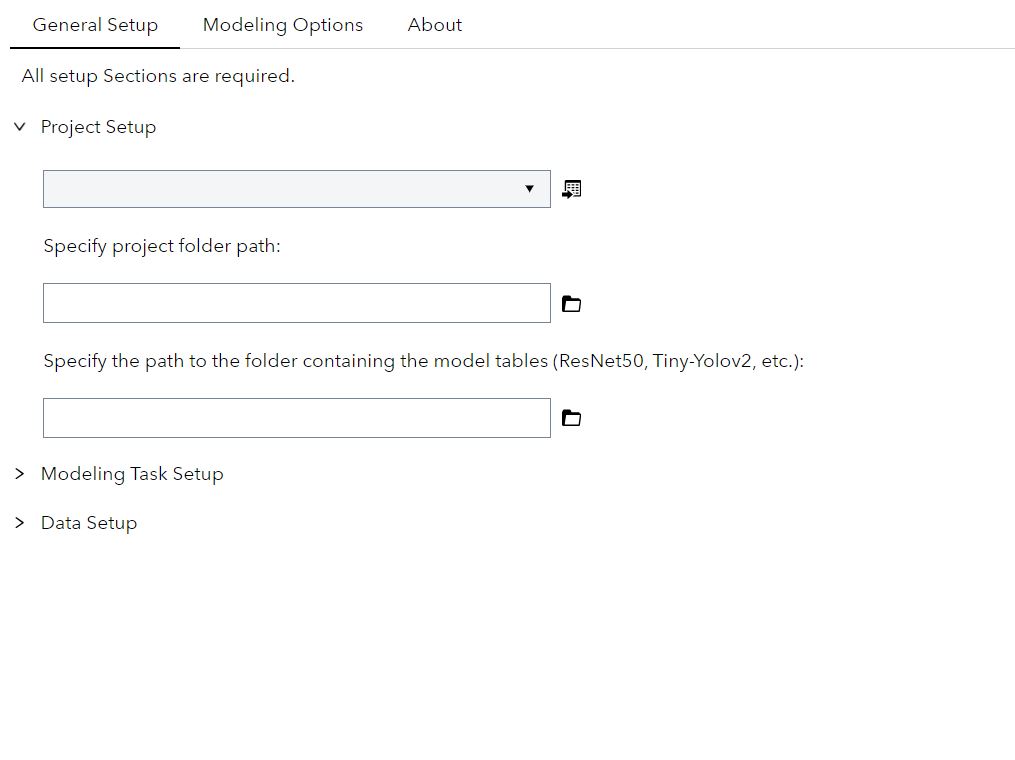 General Setup Modeling Options About
All setup Sections are required.
Project Setup
Specify project folder path:
Specify the path to the folder containing the model tables (ResNet50, Tiny-Yolov2, etc.):
Modeling Task Setup
Data Setup